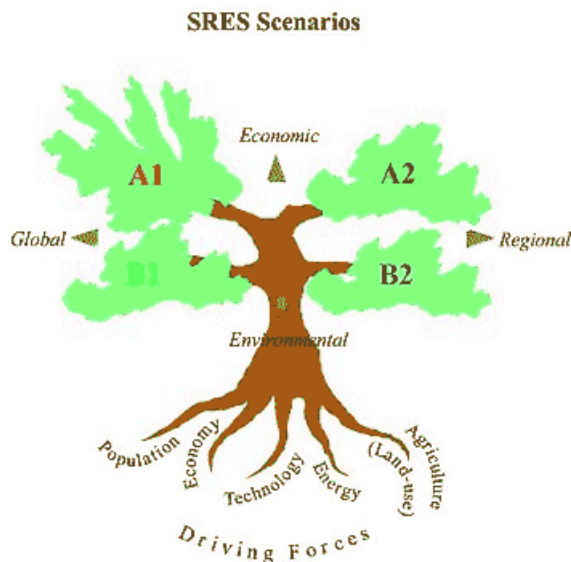 SRES Scenarios
Economic
A1
A2
Global
Regional
B1
B2
Environmental
Population
Economy
Technology
Energy
Agriculture
(Land-use)
Driving Forces